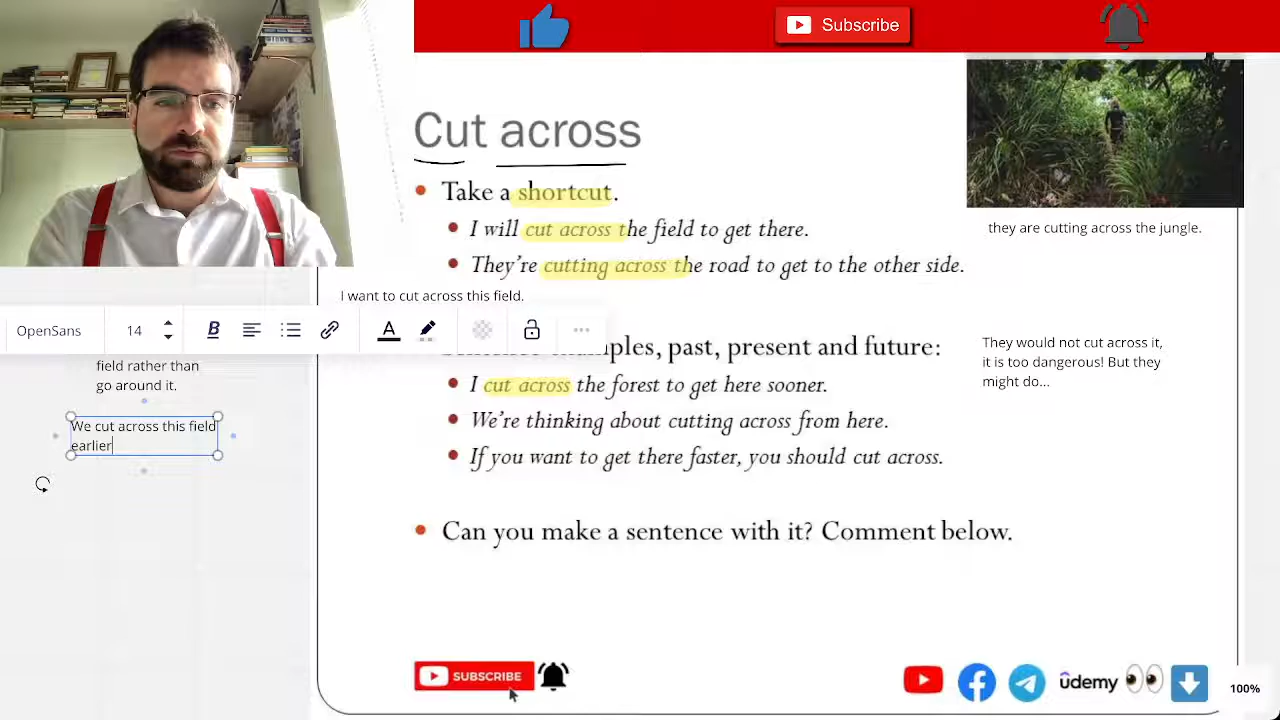 Subscribe
Cut across
Take a shortcut.
I will cut across the field to get there.
They're cutting across the road to get to the other side.
they are cutting across the jungle.
I want to cut across this field.
OpenSans
14
B
A
examples, past, present and future:
They would not cut across it,
it is too dangerous! But they
might do...
field rather than
go around it.
I cut across the forest to get here sooner.
We cut across this field
earlier
We're thinking about cutting across from here.
If you want to get there faster, you should cut across.
Can you make a sentence with it? Comment below.
SUBSCRIBE
ûdemy
100%